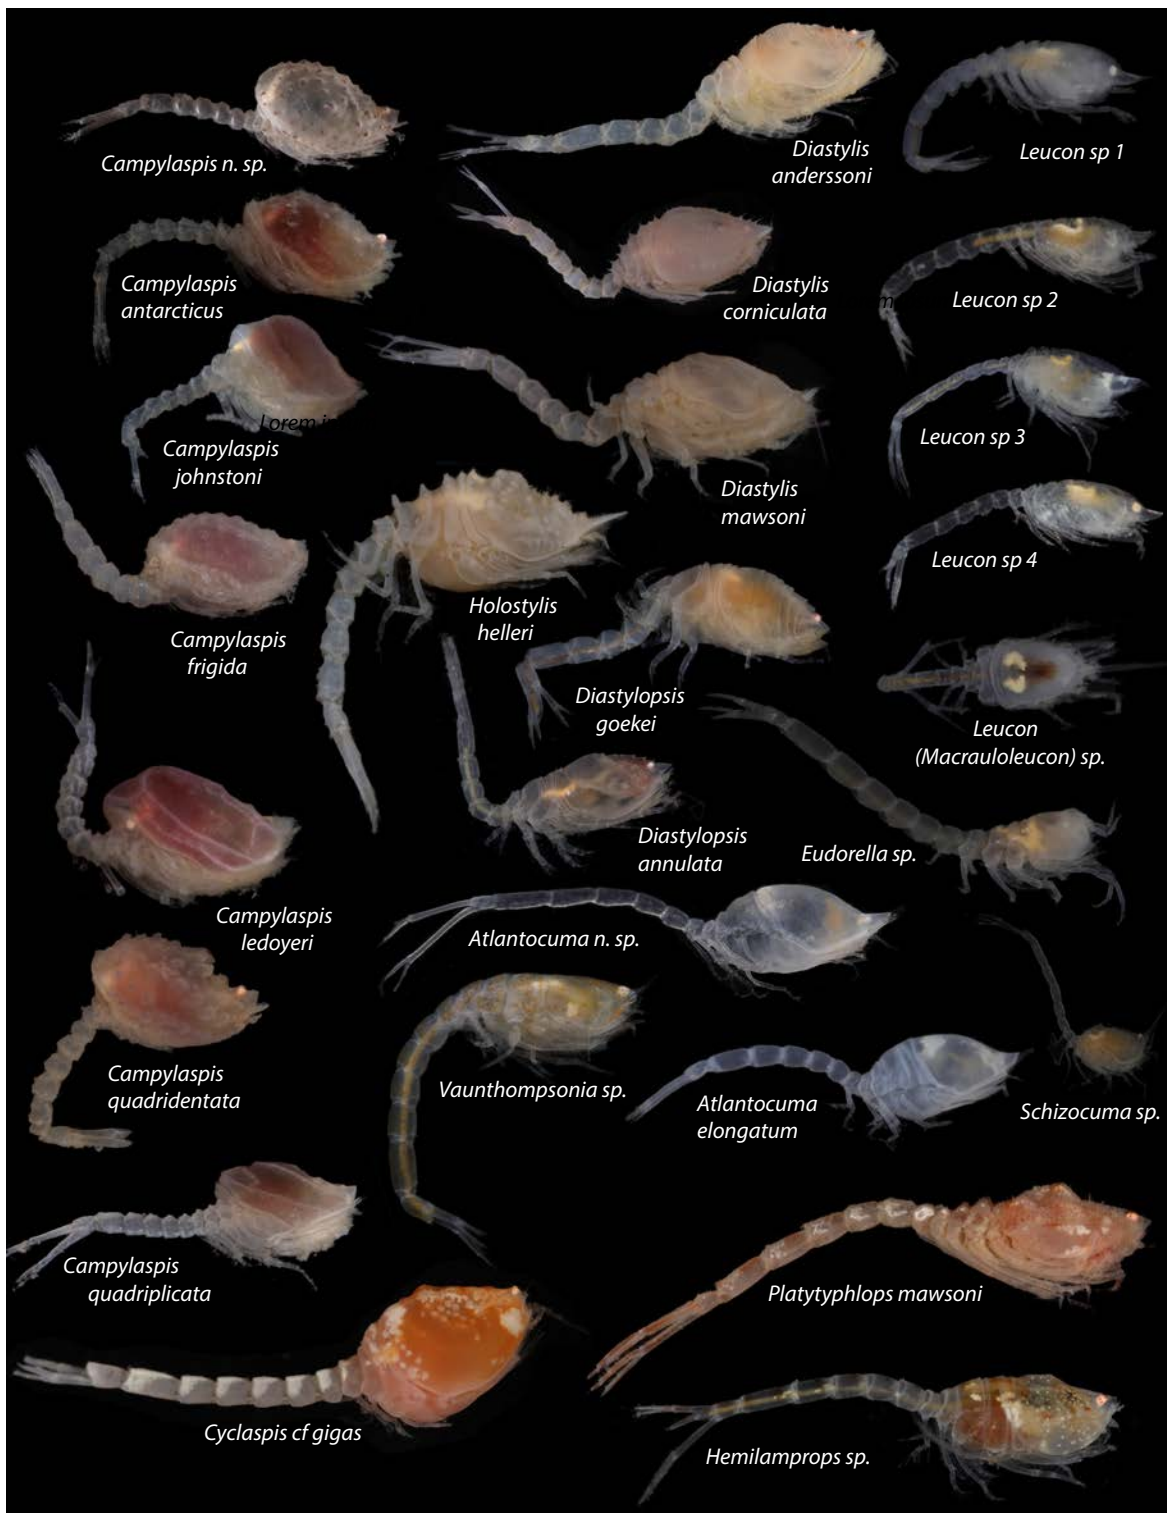 Campylaspis n. sp.
Diastylis
anderssoni
Leucon sp 1
Campylaspis
antarcticus
Diastylis
corniculata
Leucon sp 2
Lorem i
Campylaspis
johnstoni
Leucon sp 3
Diastylis
mawsoni
Leucon sp 4
Holostylis
helleri
Campylaspis
frigida
Diastylopsis
goekei
Leucon
(Macrauloleucon) sp.
Diastylopsis
annulata
Eudorella sp.
Campylaspis
ledoyeri
Atlantocuma n. sp.
Campylaspis
quadridentata
Vaunthompsonia sp.
Atlantocuma
elongatum
Schizocuma sp.
Campylaspis
quadriplicata
Platytyphlops mawsoni
Cyclaspis cf gigas
Hemilamprops sp.